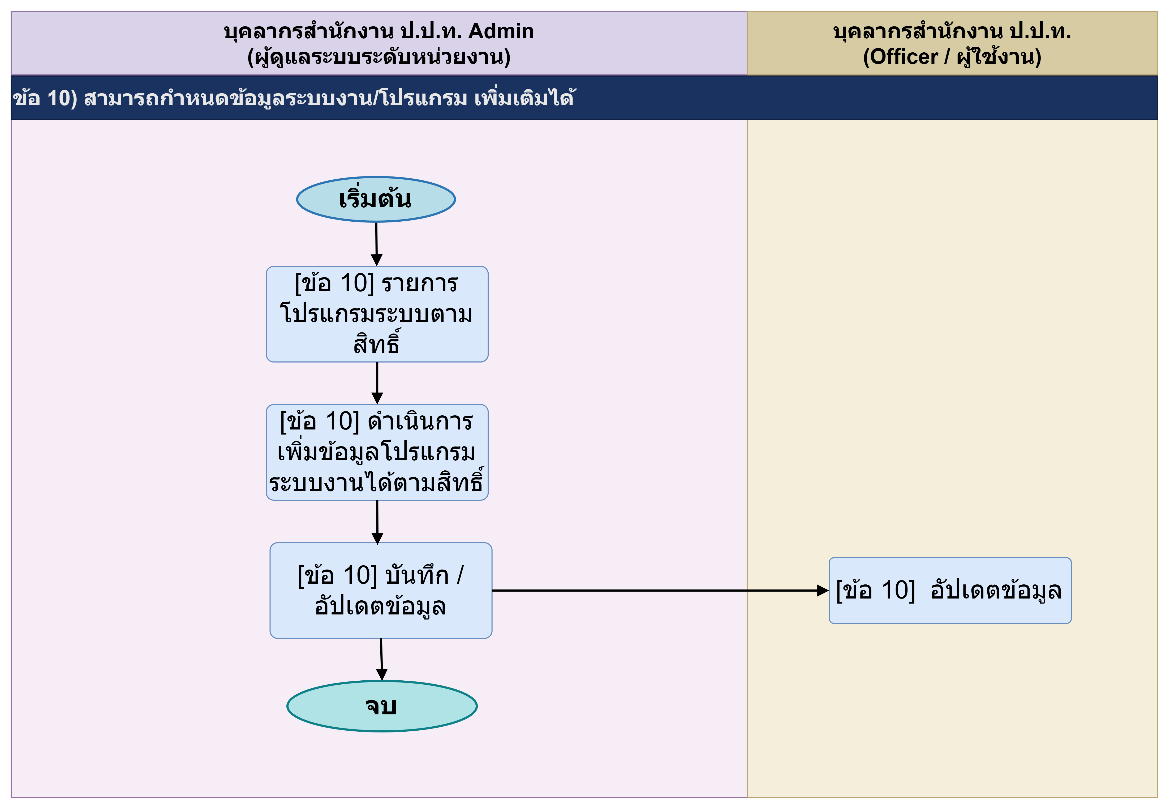 บุคลากรสำนักงาน ป.ป.ท. Admin
(ผู้ดูแลระบบระดับหน่วยงาน)
บุคลากรสำนักงาน ป.ป.ท.
(Officer / ผู้ใช้งาน)
ข้อ 10) สามารถกำหนดข้อมูลระบบงาน/โปรแกรม เพิ่มเติมได้
เริ่มต้น
[ข้อ 10] รายการ
โปรแกรมระบบตาม
สิทธิ์
[ข้อ 10] ดำเนินการ
เพิ่มข้อมูลโปรแกรม
ระบบงานได้ตามสิทธิ์
[ข้อ 10] บันทึก /
อัปเดตข้อมูล
[ข้อ 10]  อัปเดตข้อมูล
จบ